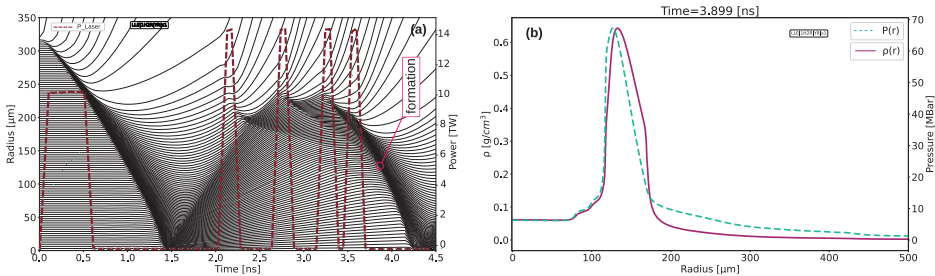 Time=3.899 [ns]
(a)
P_Laser
formation
Radius [μm]
350
300
250
200
150
100
50
0
0.0 0.5 1.0 1.5 2.0 2.5 3.0 3.5 4.0 4.5
Time [ns]
14
12
10
8
6
4
2
0
Power [TW]
(b)
P(r)
ρ(r)
ρ [g/cm³]
0.6
0.5
0.4
0.3
0.2
0.1
0.0
0 100 200 300 400 500
Radius [μm]
70
60
50
40
30
20
10
0
Pressure [MBar]